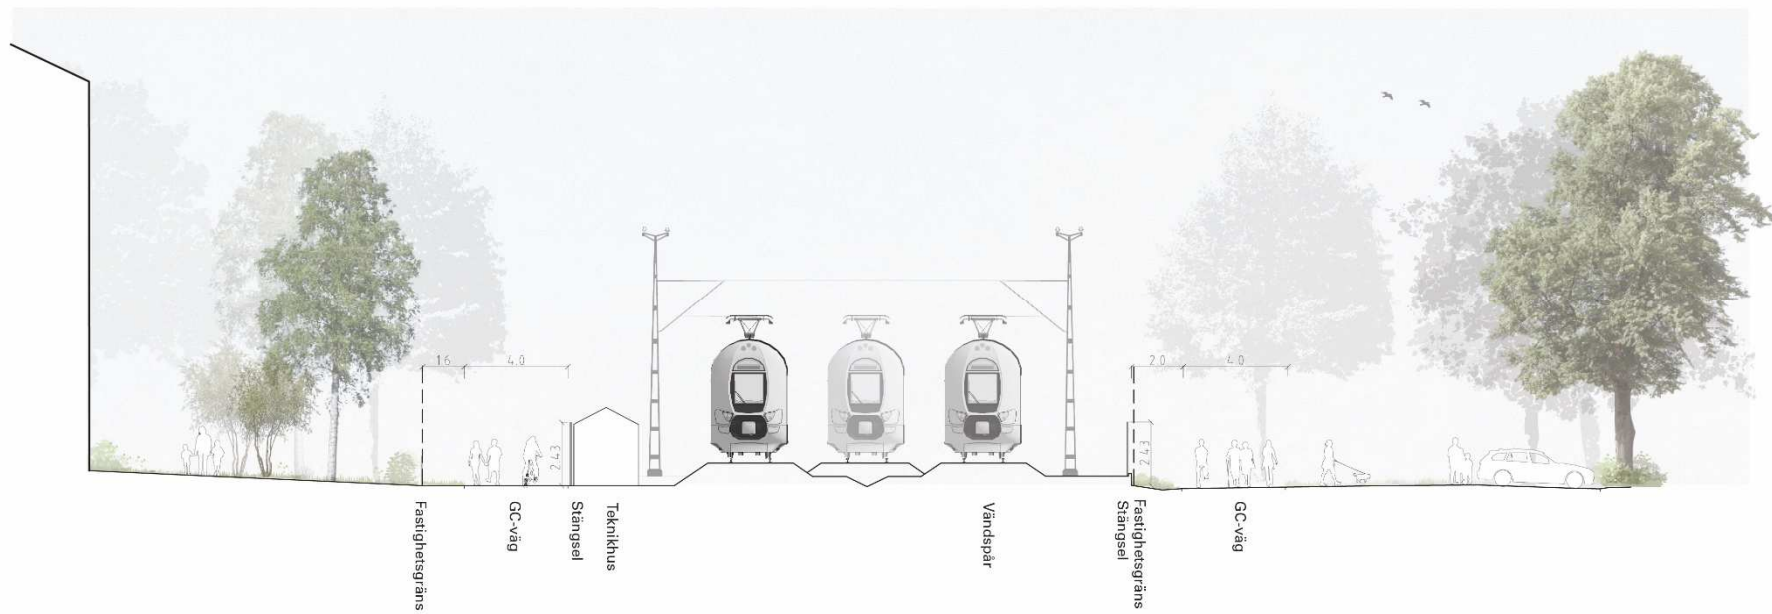 1.6
4.0
2.0
4.0
2.43
2.43
Fastighetsgräns
GC-väg
Stängsel
Teknikhus
Vändspår
Stängsel
Fastighetsgräns
GC-väg